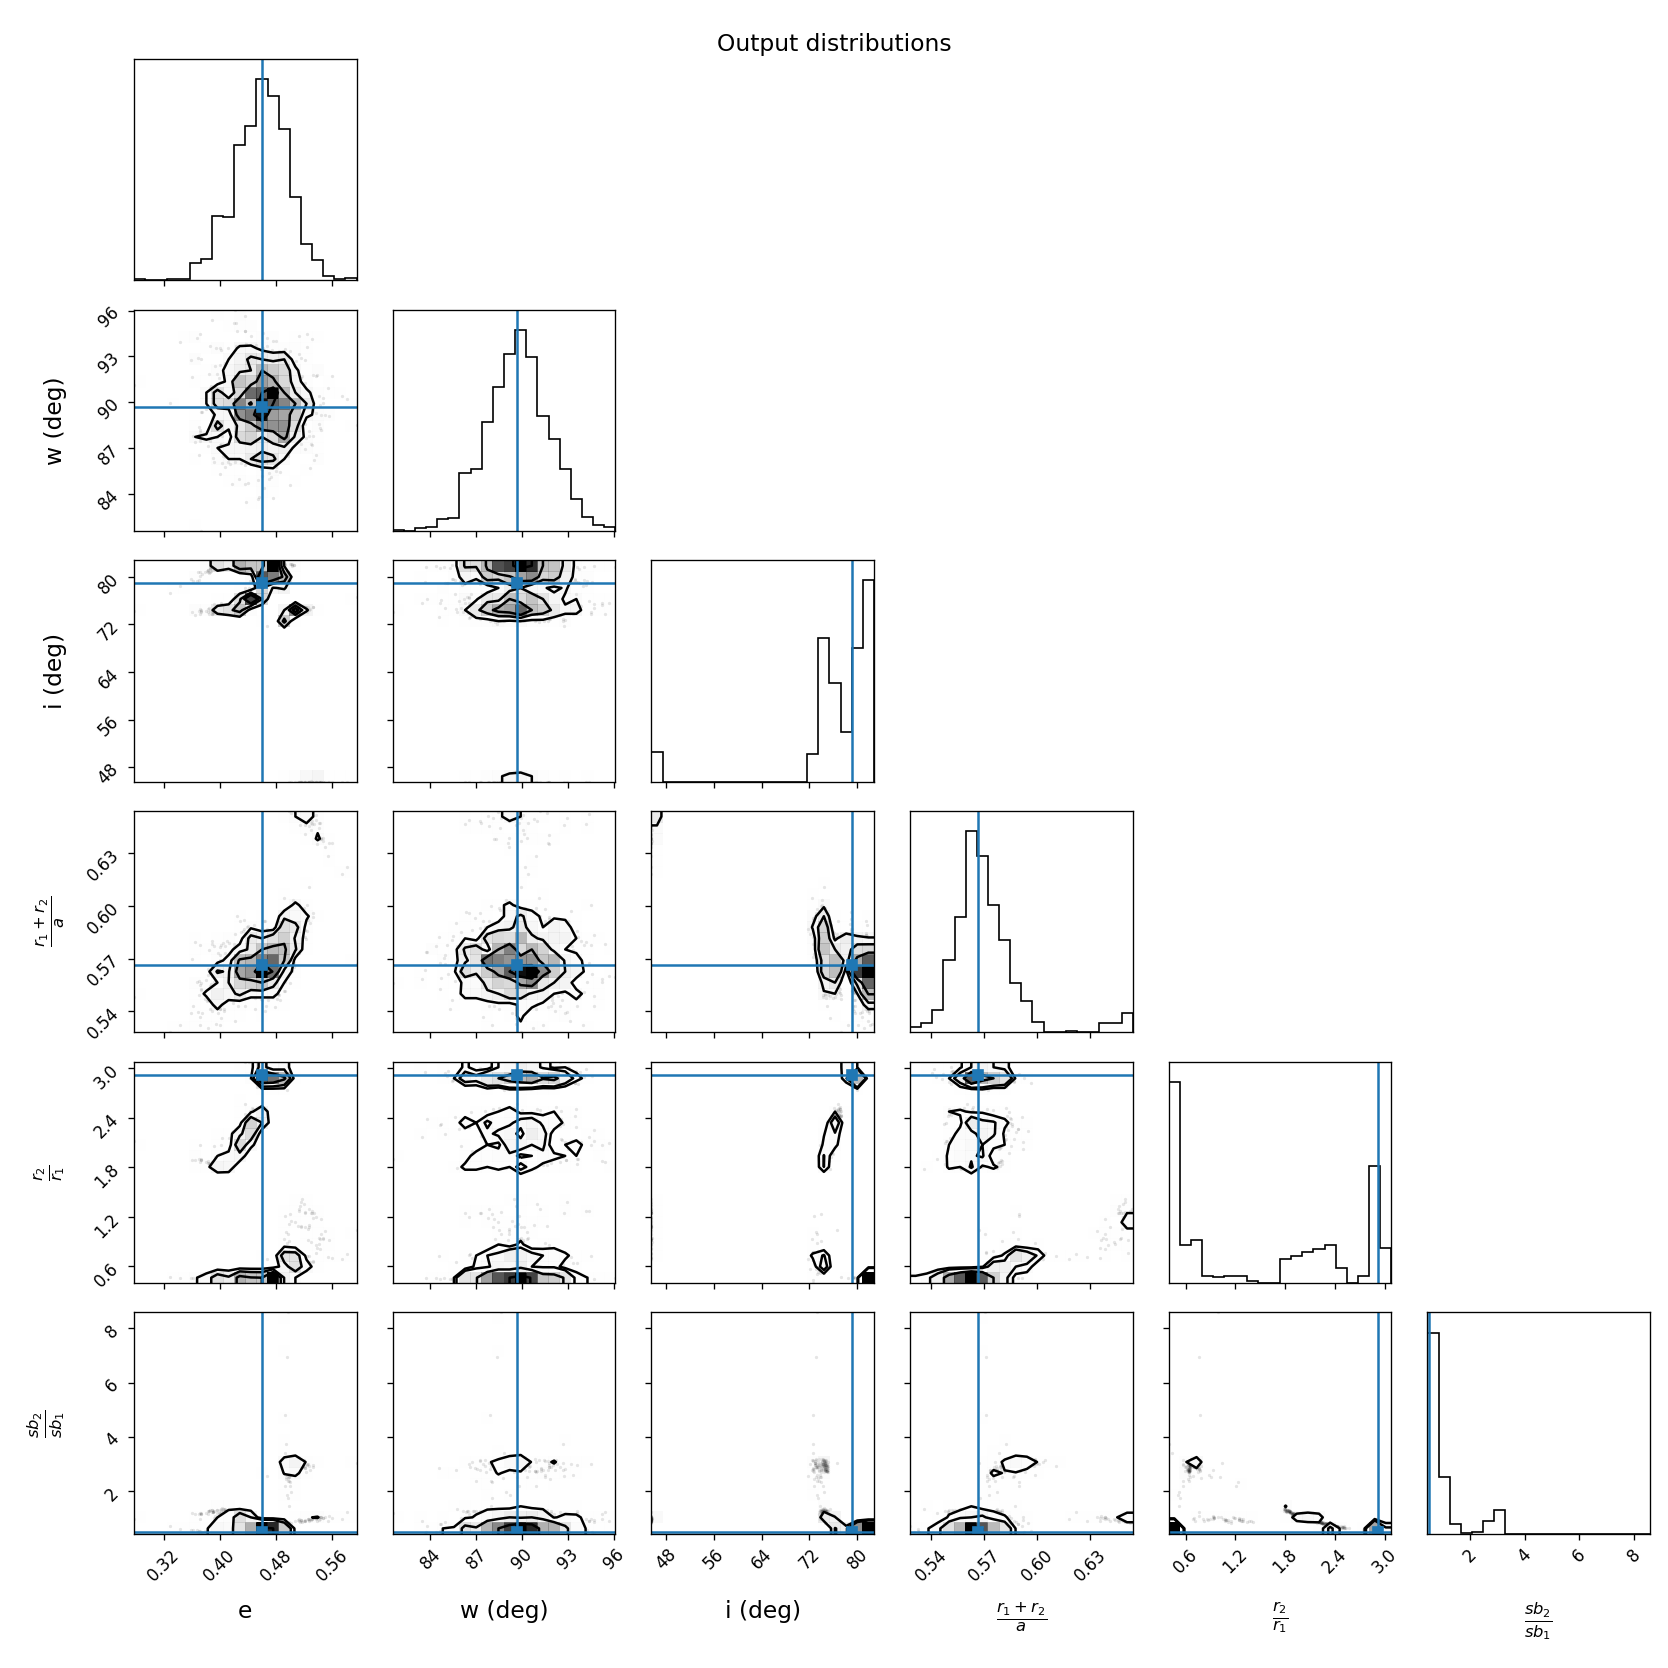 Output distributions
w (deg)
96
93
90
87
84
i (deg)
80
72
64
56
48
r₁ + r₂
a
0.63
0.60
0.57
0.54
r₂
r₁
3.0
2.4
1.8
1.2
0.6
sb₂
sb₁
8
6
4
2
0.32 0.40 0.48 0.56
84 87 90 93 96
48 56 64 72 80
0.54 0.57 0.60 0.63
0.6 1.2 1.8 2.4 3.0
2 4 6 8
e
w (deg)
i (deg)
r₁ + r₂
a
r₂
r₁
sb₂
sb₁